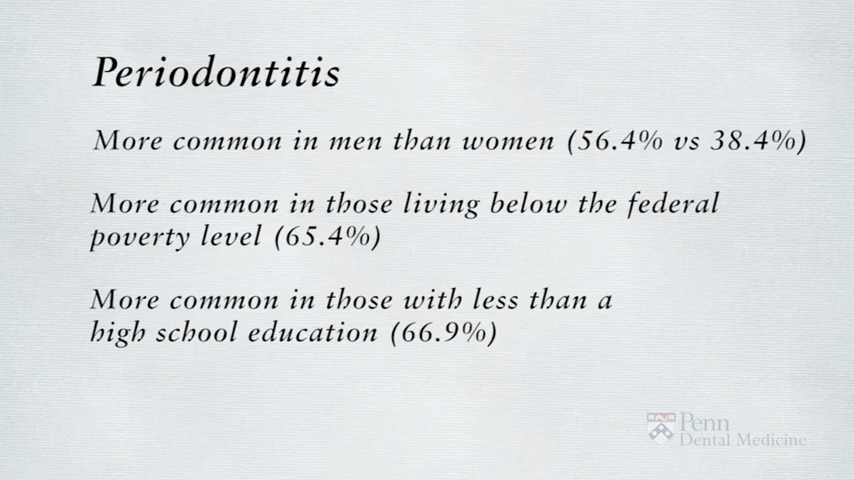 Periodontitis
More common in men than women (56.4% vs 38.4%)
More common in those living below the federal
poverty level (65.4%)
More common in those with less than a
high school education (66.9%)
Penn
Dental Medicine